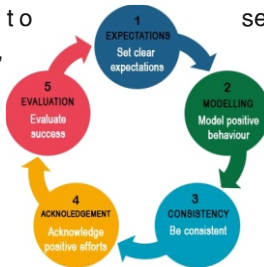 to se
,
1
EXPECTATIONS
Set clear
expectations
2
MODELLING
Model positive
behaviour
3
CONSISTENCY
Be consistent
4
ACKNOLEDGEMENT
Acknowledge
positive efforts
5
EVALUATION
Evaluate
success